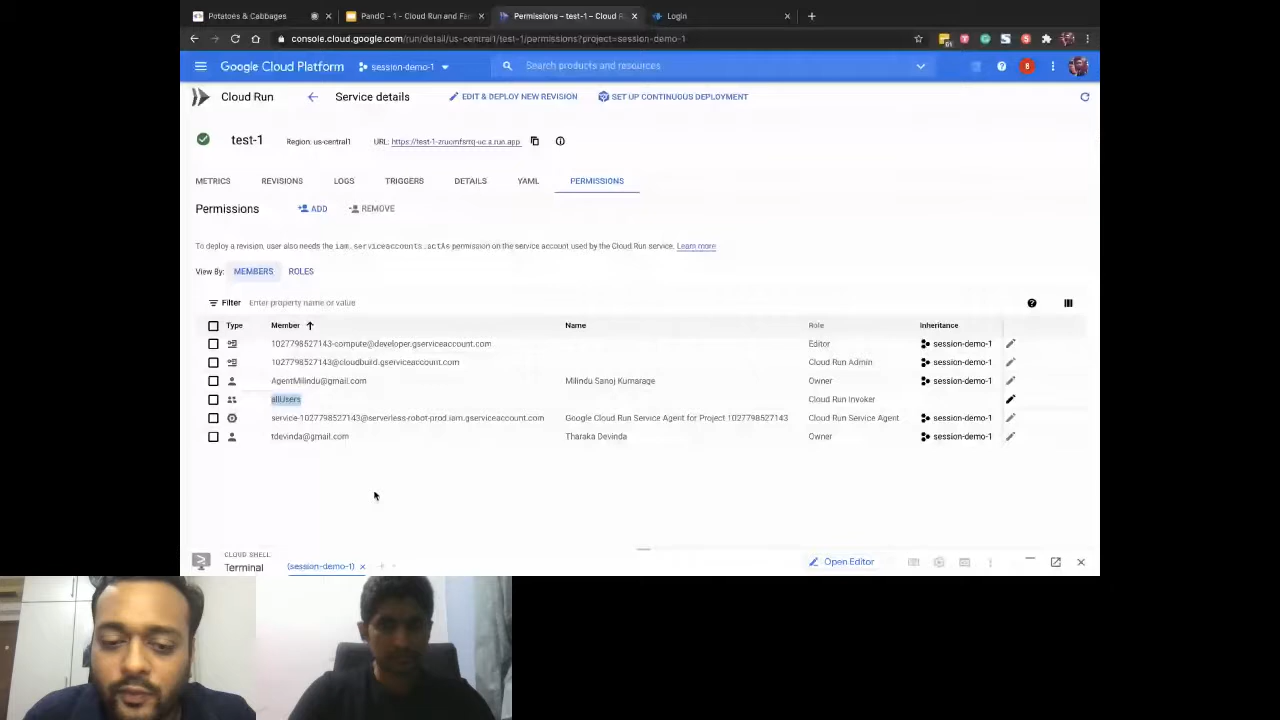 Potatoes & Cabbages
PandC - 1 - Cloud Run and Fire
Permissions – test-1 – Cloud R
Login
console.cloud.google.com/run/detail/us-central1/test-1/permissions?project=session-demo-1
Google Cloud Platform
session-demo-1
Search products and resources
8
Cloud Run
Service details
EDIT & DEPLOY NEW REVISION
SET UP CONTINUOUS DEPLOYMENT
test-1
Region: us-central1
URL:
METRICS
REVISIONS
LOGS
TRIGGERS
DETAILS
YAML
PERMISSIONS
Permissions
ADD
REMOVE
To deploy a revision, user also needs the iam.serviceaccounts.actAs permission on the service account used by the Cloud Run service. Learn more
View By: MEMBERS ROLES
Filter Enter property name or value
Type Member Name Role Inheritance
1027798527143-compute@developer.gserviceaccount.com Editor session-demo-1
1027798527143@cloudbuild.gserviceaccount.com Cloud Run Admin session-demo-1
AgentMilindu@gmail.com Milindu Sanoj Kumarage Owner session-demo-1
allUsers Cloud Run Invoker
service-1027798527143@serverless-robot-prod.iam.gserviceaccount.com Google Cloud Run Service Agent for Project 1027798527143 Cloud Run Service Agent session-demo-1
tdevinda@gmail.com Tharaka Devinda Owner session-demo-1
CLOUD SHELL
Terminal
(session-demo-1)
Open Editor